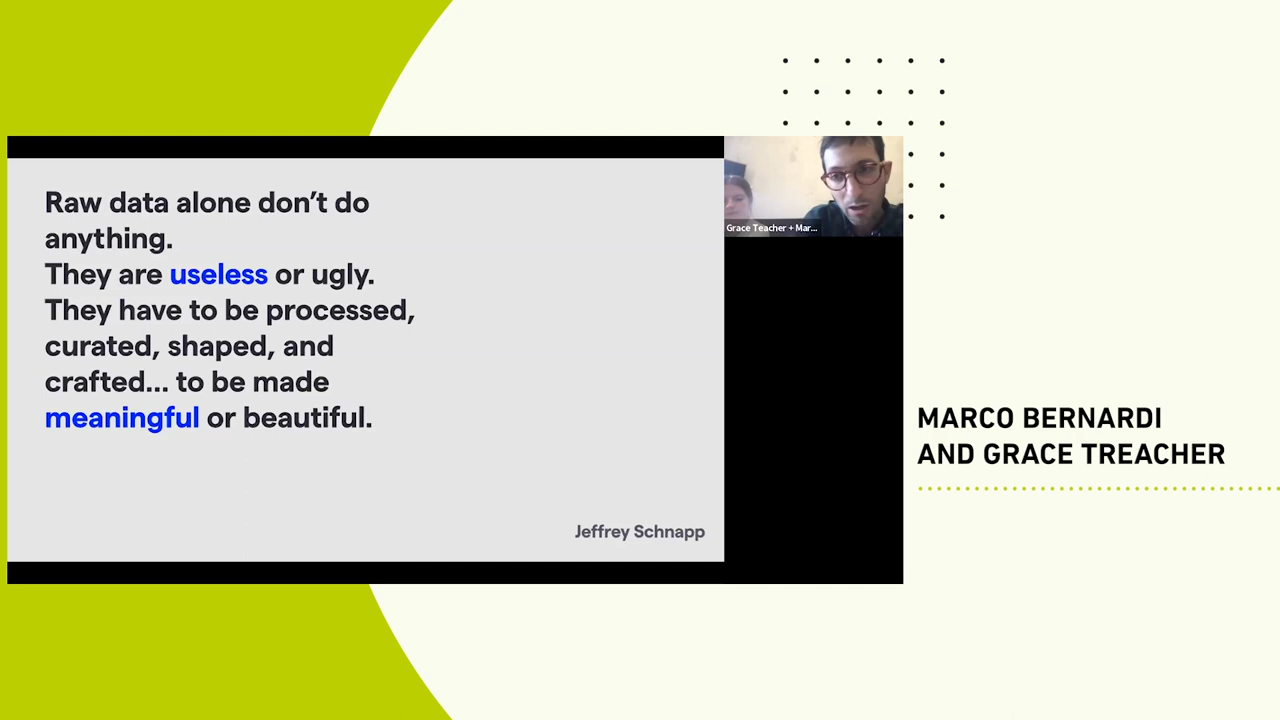 Raw data alone don’t do
anything.
They are useless or ugly.
They have to be processed,
curated, shaped, and
crafted... to be made
meaningful or beautiful.
Jeffrey Schnapp
Grace Teacher + Mar...
MARCO BERNARDI
AND GRACE TREACHER